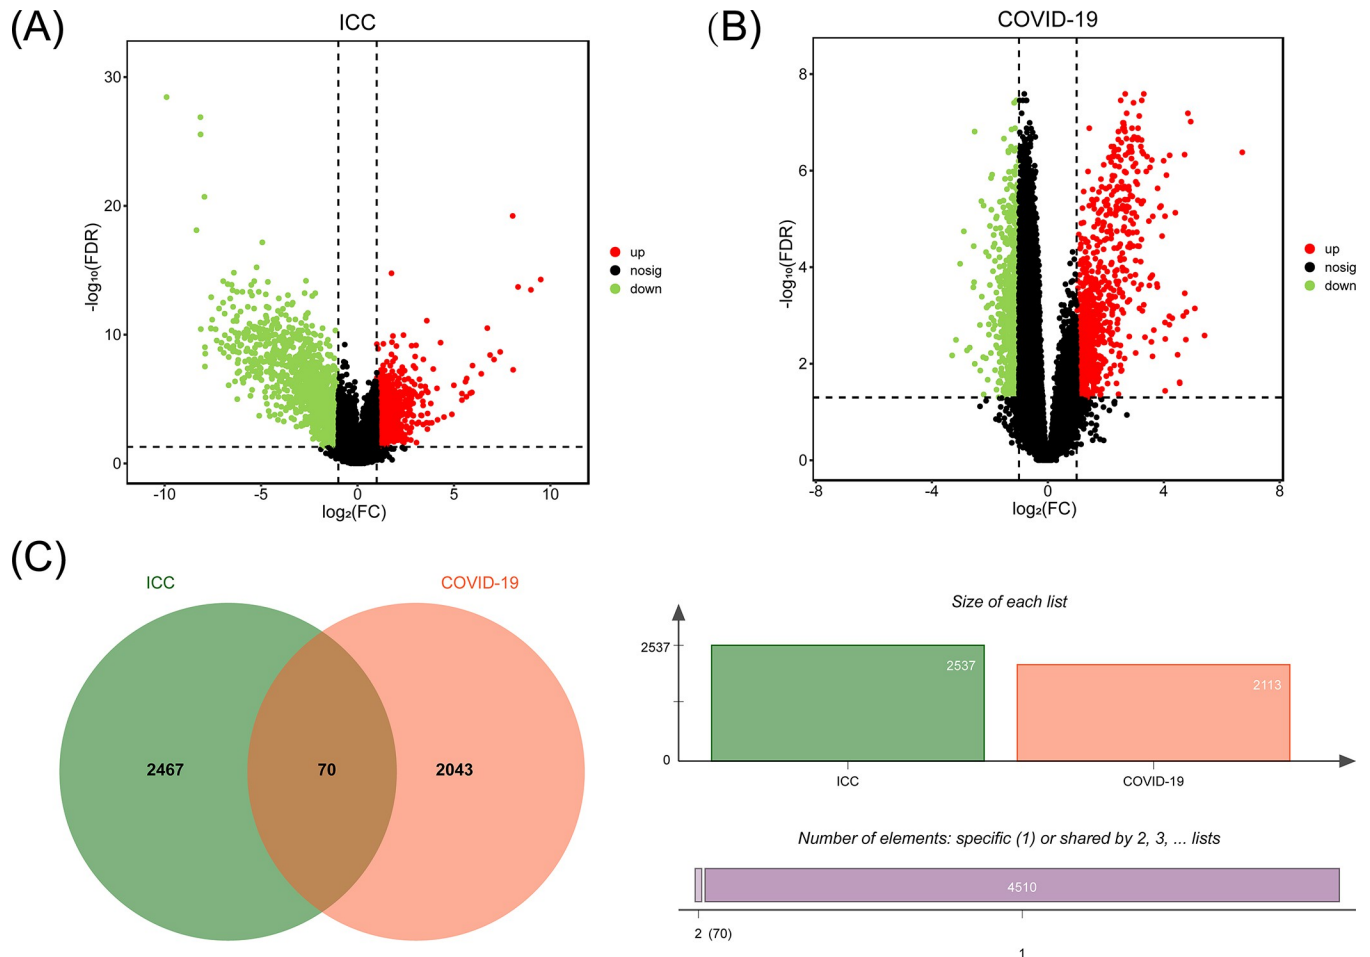 (A)
ICC
-log₁₀(FDR)
30
20
10
0
-10
-5
0
5
10
log₂(FC)
up
nosig
down
(B)
COVID-19
-log₁₀(FDR)
8
6
4
2
0
-8
-4
0
4
8
log₂(FC)
up
nosig
down
(C)
ICC
COVID-19
2467
70
2043
Size of each list
2537
0
2537
2113
ICC
COVID-19
Number of elements: specific (1) or shared by 2, 3, ... lists
4510
2 (70)
1